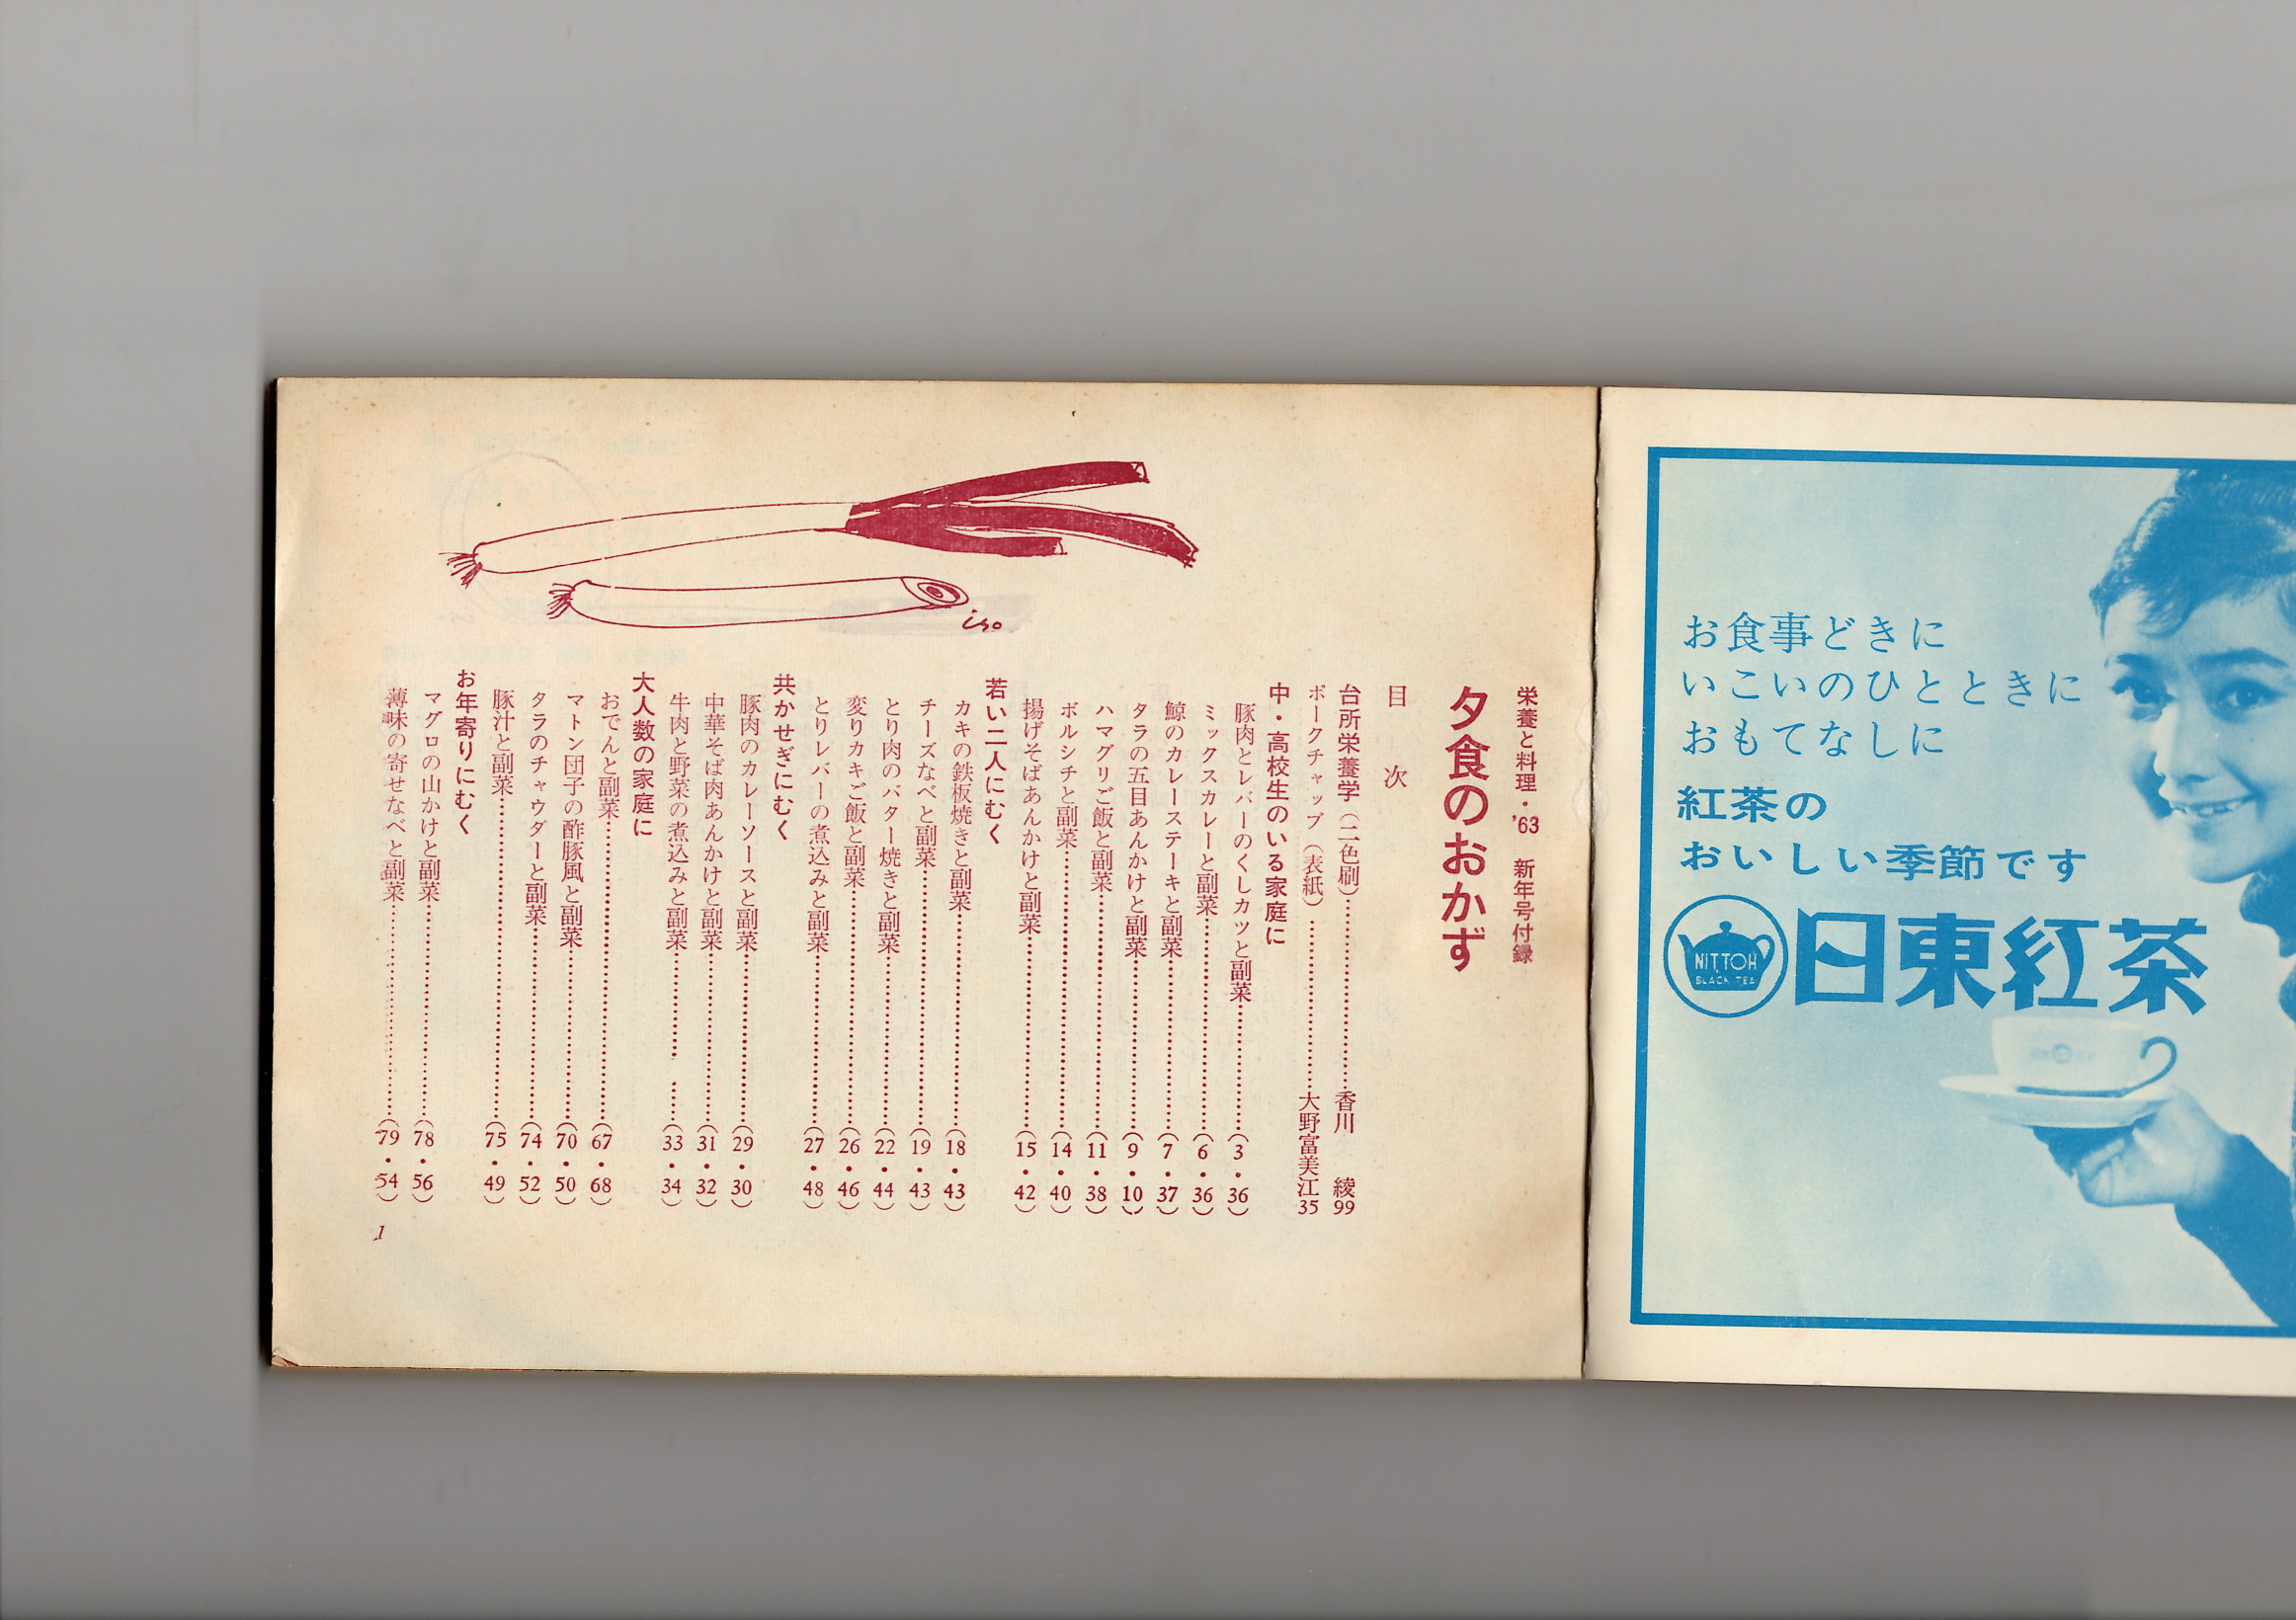 お食事どきに
いこいのひとときに
おもてなしに
紅茶の
おいしい季節です
NITTOH
BLACK TEA
日東紅茶
栄養と料理・'63 新年号付録
夕食のおかず
目次
台所栄養学（二色刷）…………香川 綾 99
ポークチャップ（表紙）…………大野富美江 35
中・高校生のいる家庭に
豚肉とレバーのくしカツと副菜…………（3・36）
ミックスカレーと副菜…………（6・36）
鯨のカレーステーキと副菜…………（7・37）
タラの五目あんかけと副菜…………（9・10）
ハマグリご飯と副菜…………（11・38）
ボルシチと副菜…………（14・40）
揚げそばあんかけと副菜…………（15・42）
若い二人にむく
カキの鉄板焼きと副菜…………（18・43）
チーズなべと副菜…………（19・43）
とり肉のバター焼きと副菜…………（22・44）
変りカキご飯と副菜…………（26・46）
とりレバーの煮込みと副菜…………（27・48）
共かせぎにむく
豚肉のカレーソースと副菜…………（29・30）
中華そば肉あんかけと副菜…………（31・32）
牛肉と野菜の煮込みと副菜…………（33・34）
大人数の家庭に
おでんと副菜…………（67・68）
マトン団子の酢豚風と副菜…………（70・50）
タラのチャウダーと副菜…………（74・52）
豚汁と副菜…………（75・49）
お年寄りにむく
マグロの山かけと副菜…………（78・56）
薄味の寄せなべと副菜…………（79・54）
iso
1